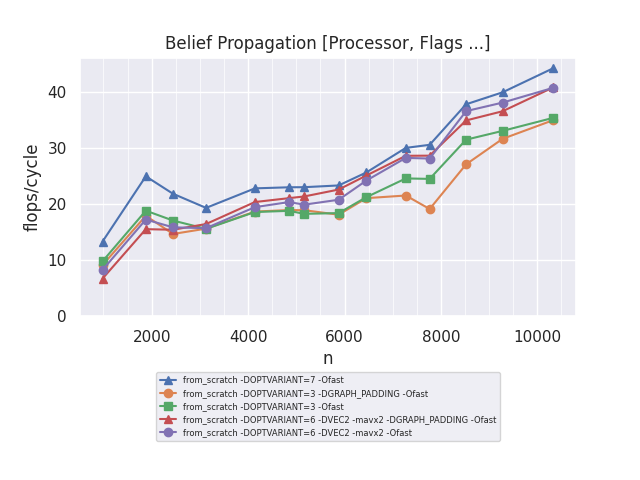 Belief Propagation [Processor, Flags ...]
flops/cycle
40
30
20
10
0
2000 4000 6000 8000 10000
n
from_scratch -DOPTVARIANT=7 -Ofast
from_scratch -DOPTVARIANT=3 -DGRAPH_PADDING -Ofast
from_scratch -DOPTVARIANT=3 -Ofast
from_scratch -DOPTVARIANT=6 -DVEC2 -mavx2 -DGRAPH_PADDING -Ofast
from_scratch -DOPTVARIANT=6 -DVEC2 -mavx2 -Ofast